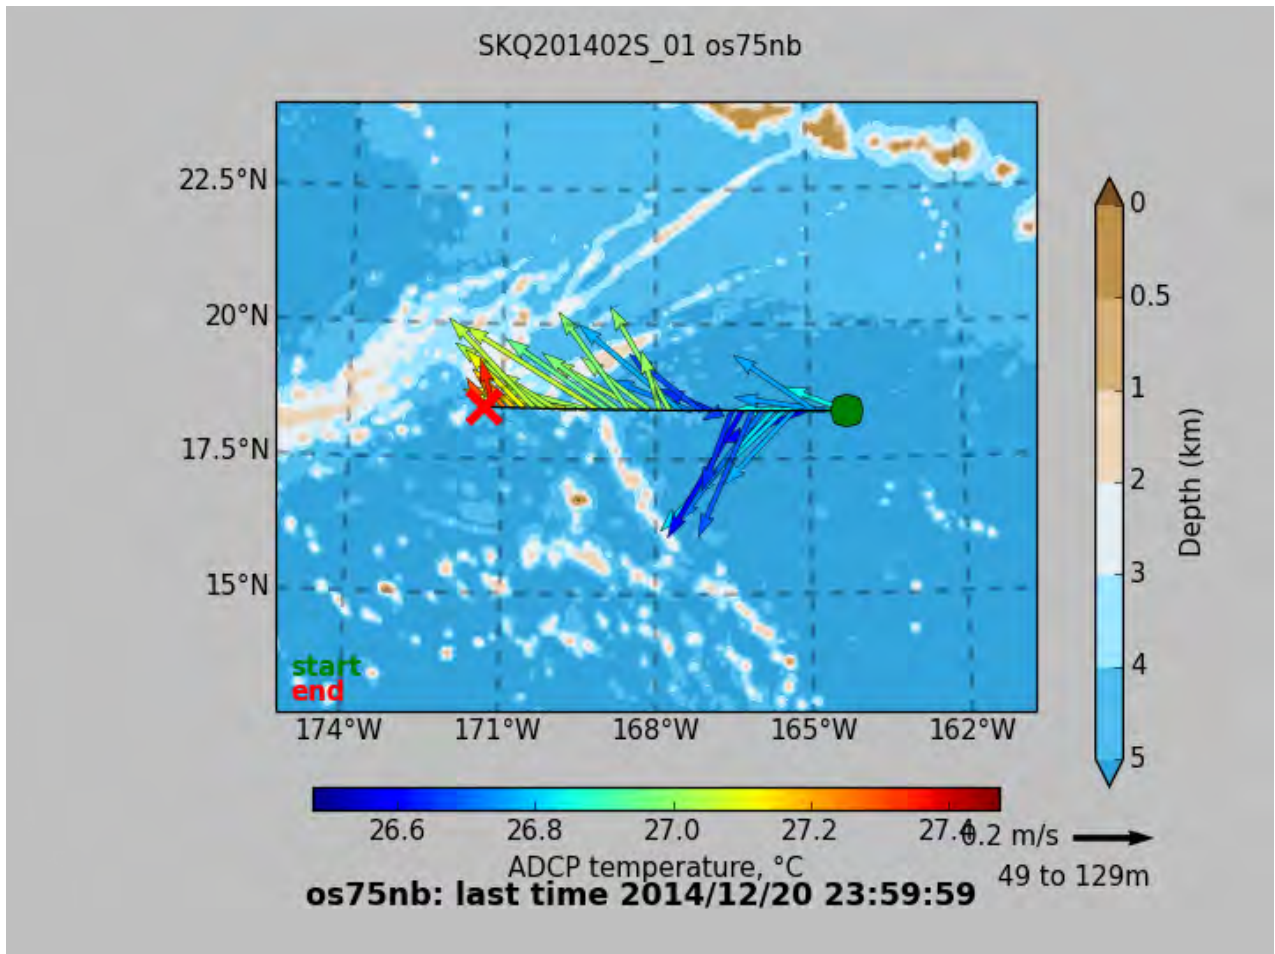 SKQ201402S_01 os75nb
22.5°N
20°N
17.5°N
15°N
start
end
174°W 171°W 168°W 165°W 162°W
0
0.5
1
2
3
4
5
Depth (km)
26.6 26.8 27.0 27.2 27.4
0.2 m/s
ADCP temperature, °C
49 to 129m
os75nb: last time 2014/12/20 23:59:59